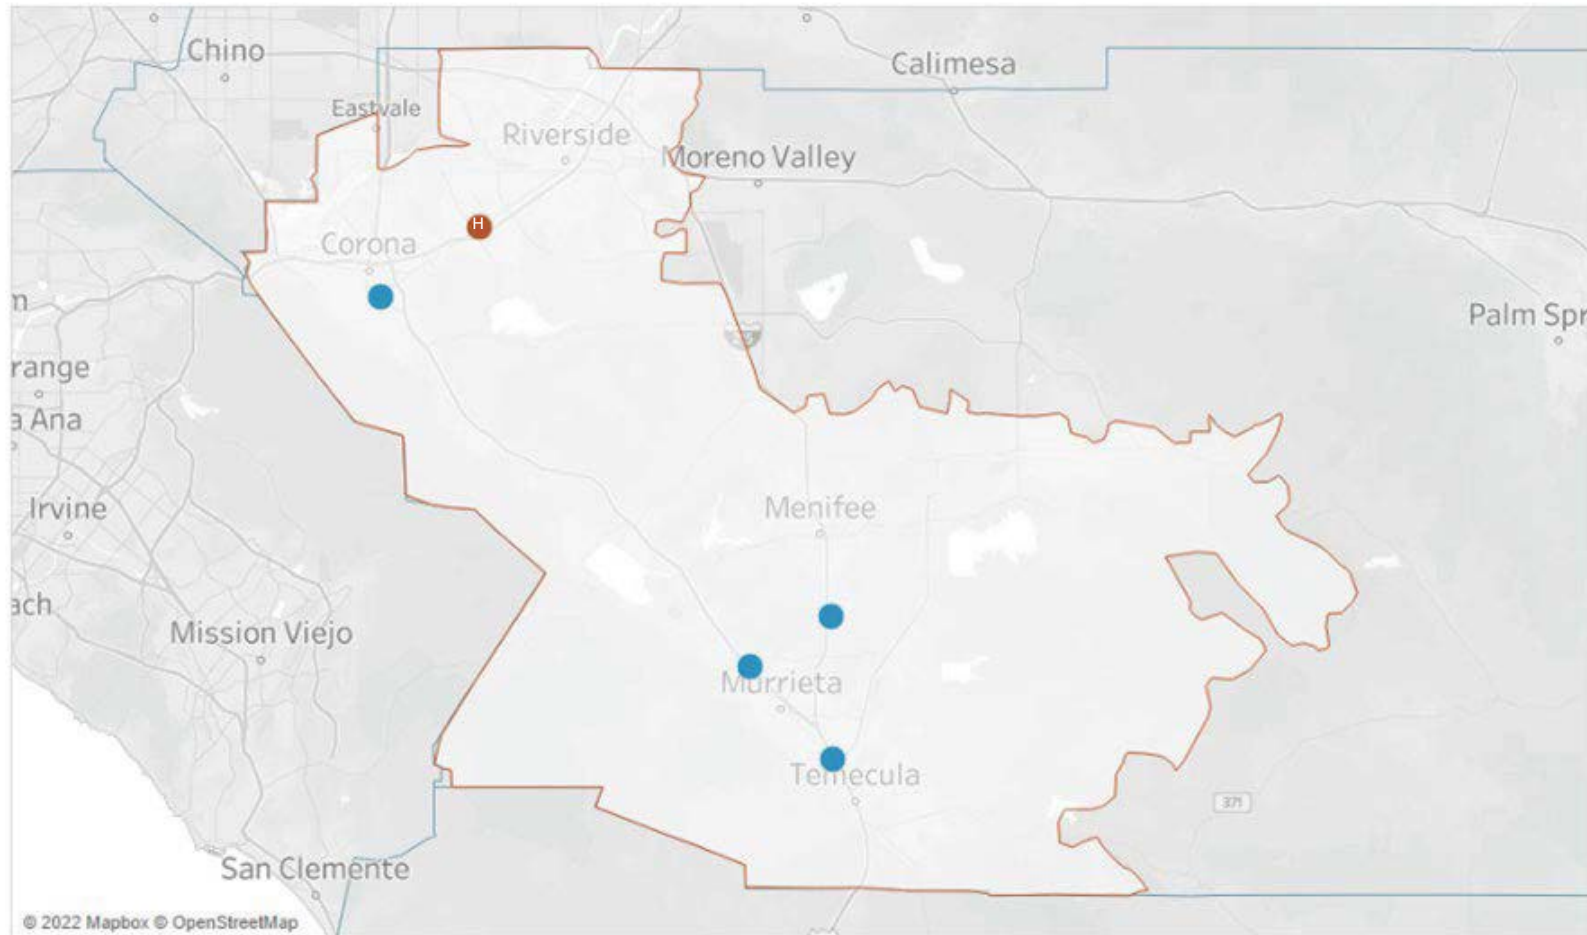 Chino
Calimesa
Eastvale
Riverside
Moreno Valley
H
Corona
m
Palm Spr
range
a Ana
Irvine
Menifee
ach
Mission Viejo
Murrieta
Temecula
371
San Clemente
© 2022 Mapbox © OpenStreetMap